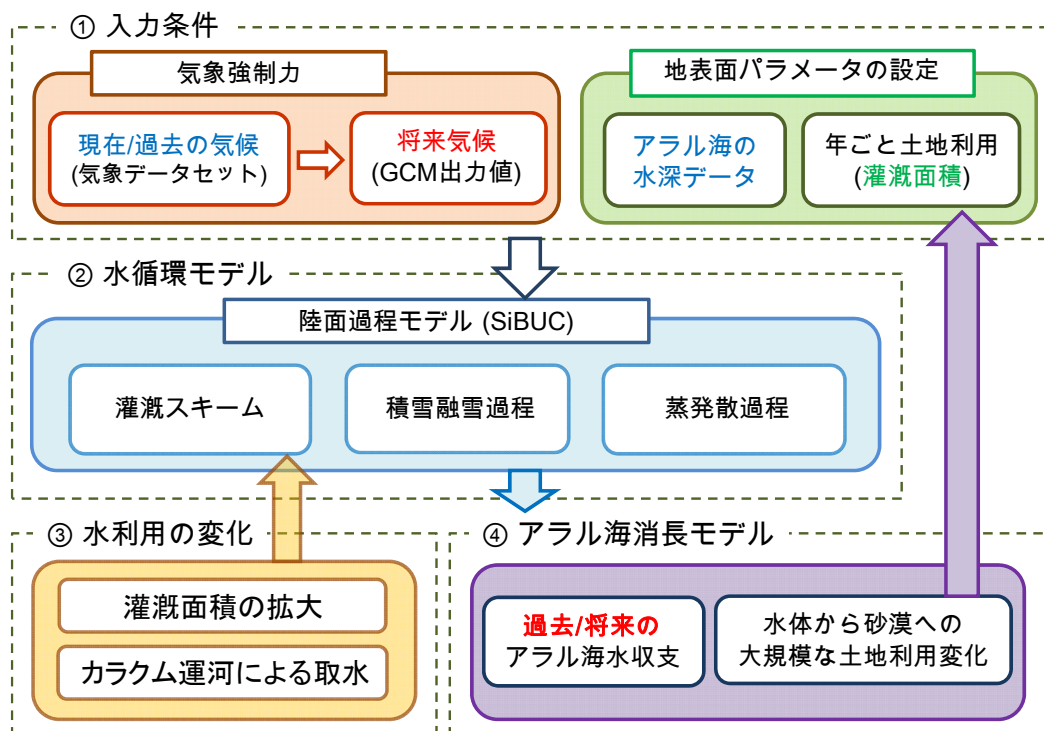 ① 入力条件
気象強制力
現在/過去の気候
(気象データセット)
将来気候
(GCM出力値)
地表面パラメータの設定
アラル海の
水深データ
年ごと土地利用
(灌漑面積)
② 水循環モデル
陸面過程モデル (SiBUC)
灌漑スキーム
積雪融雪過程
蒸発散過程
③ 水利用の変化
灌漑面積の拡大
カラクム運河による取水
④ アラル海消長モデル
過去/将来の
アラル海水収支
水体から砂漠への
大規模な土地利用変化